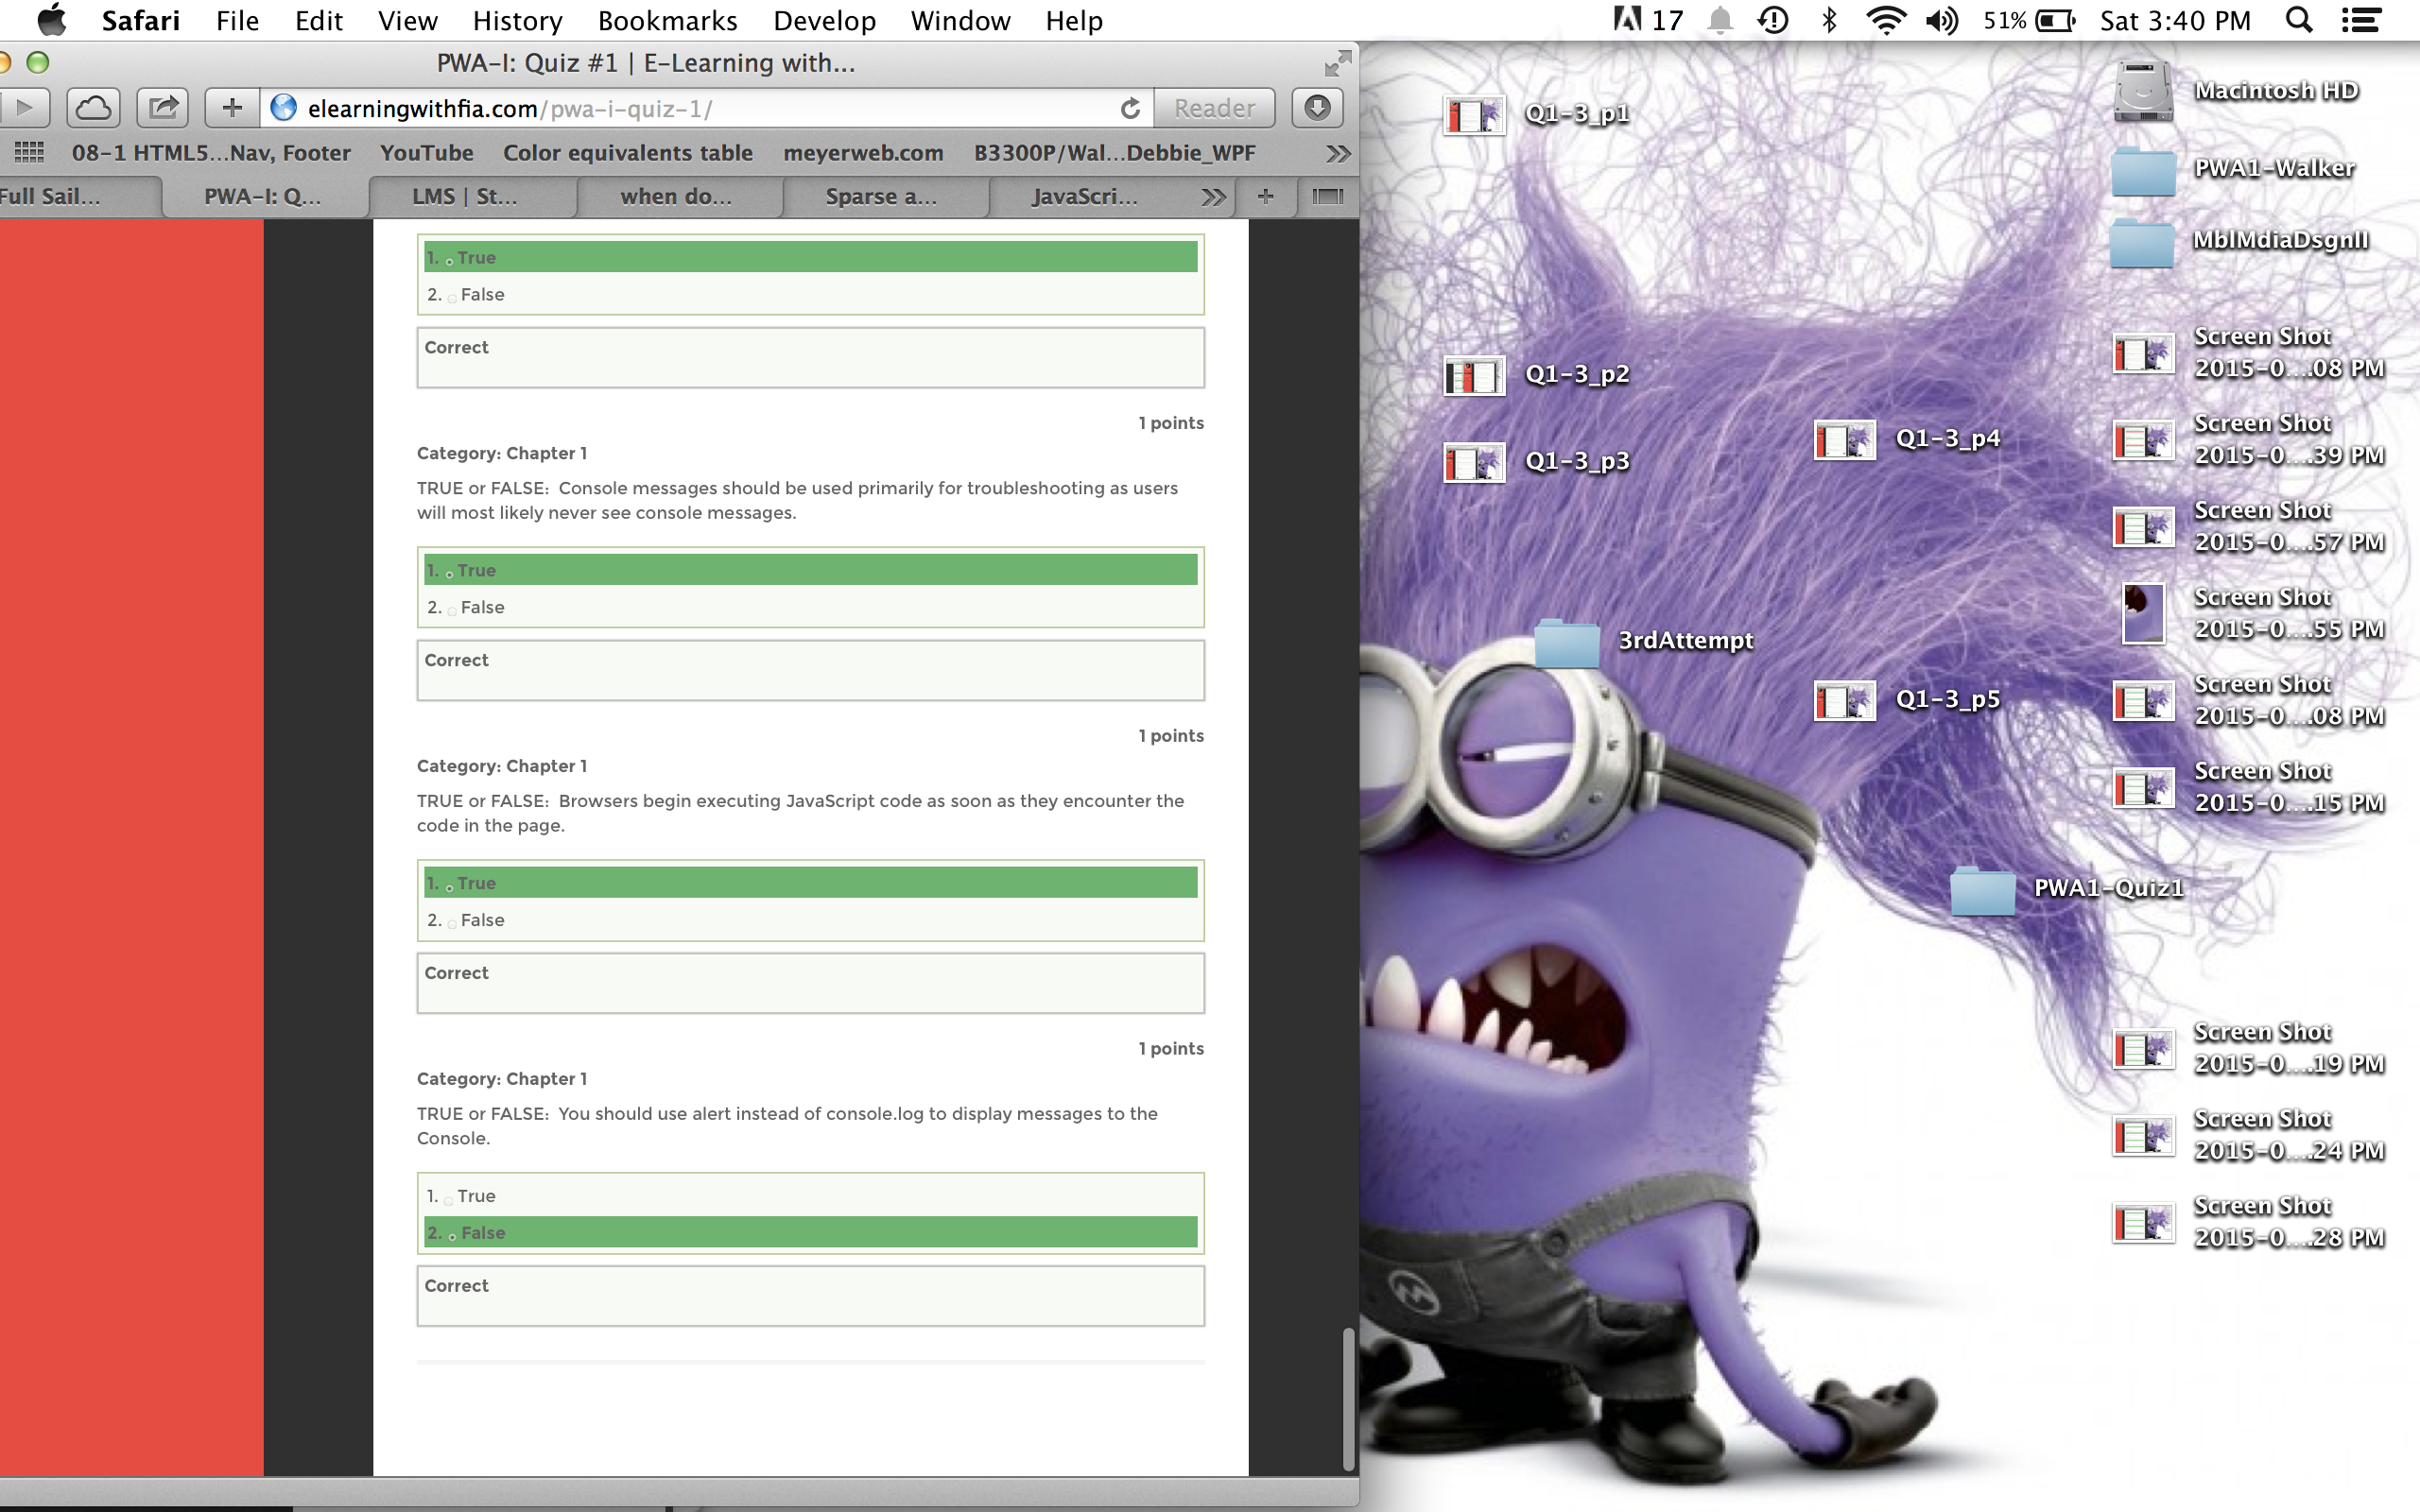 Safari File Edit View History Bookmarks Develop Window Help 17 51% Sat 3:40 PM
PWA-I: Quiz #1 | E-Learning with...
elearningwithfia.com/pwa-i-quiz-1/ Reader
08-1 HTML5...Nav, Footer YouTube Color equivalents table meyerweb.com B3300P/Wal...Debbie_WPF
Full Sail... PWA-I: Q... LMS | St... when do... Sparse a... JavaScri...
1. True
2. False
Correct
1 points
Category: Chapter 1
TRUE or FALSE: Console messages should be used primarily for troubleshooting as users
will most likely never see console messages.
1. True
2. False
Correct
1 points
Category: Chapter 1
TRUE or FALSE: Browsers begin executing JavaScript code as soon as they encounter the
code in the page.
1. True
2. False
Correct
1 points
Category: Chapter 1
TRUE or FALSE: You should use alert instead of console.log to display messages to the
Console.
1. True
2. False
Correct
Q1-3_p1
Q1-3_p2
Q1-3_p3
Q1-3_p4
3rdAttempt
Q1-3_p5
PWA1-Quiz1
Macintosh HD
PWA1-Walker
MblMdiaDsgnII
Screen Shot
2015-0....08 PM
Screen Shot
2015-0....39 PM
Screen Shot
2015-0....57 PM
Screen Shot
2015-0....55 PM
Screen Shot
2015-0....08 PM
Screen Shot
2015-0....15 PM
Screen Shot
2015-0....19 PM
Screen Shot
2015-0....24 PM
Screen Shot
2015-0....28 PM